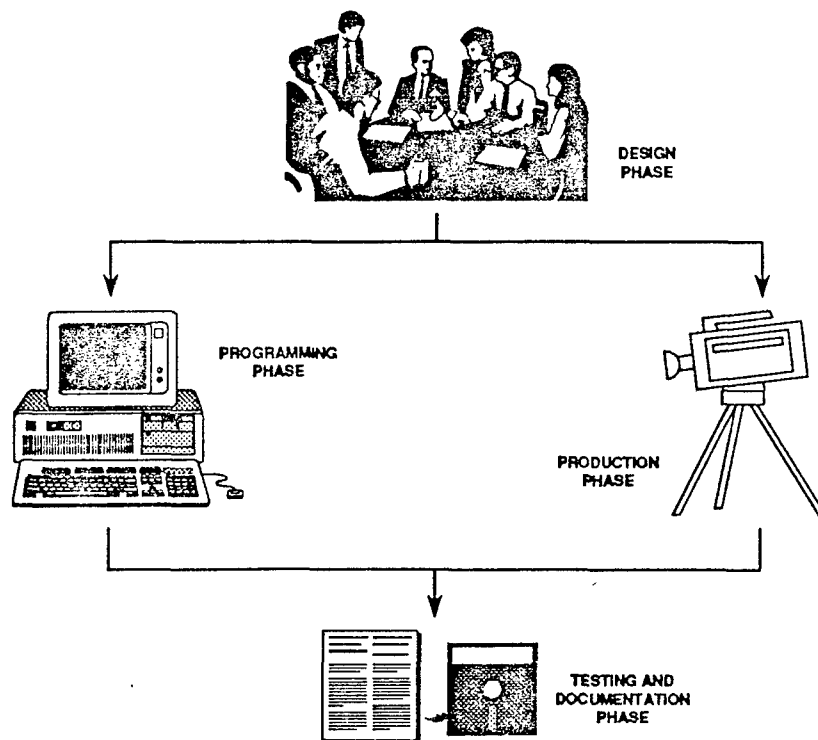 DESIGN
PHASE
PROGRAMMING
PHASE
PRODUCTION
PHASE
TESTING AND
DOCUMENTATION
PHASE